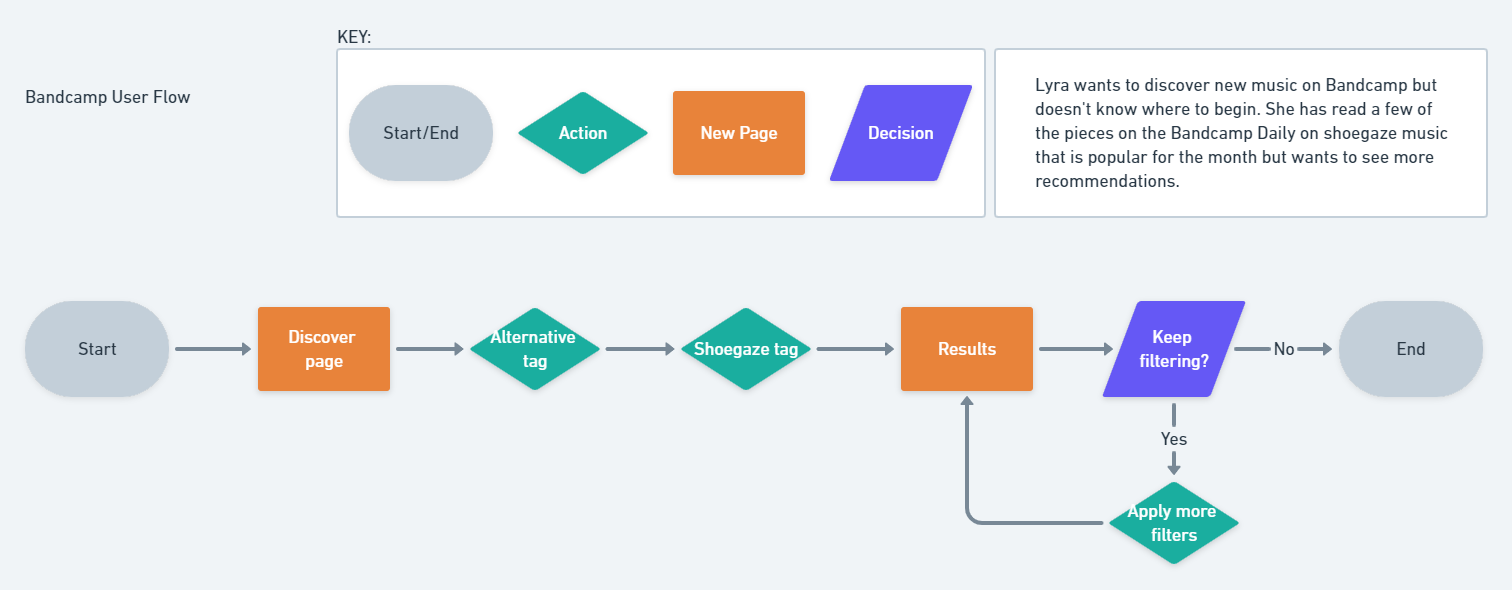 KEY:
Bandcamp User Flow
Start/End
Action
New Page
Decision
Lyra wants to discover new music on Bandcamp but
doesn't know where to begin. She has read a few of
the pieces on the Bandcamp Daily on shoegaze music
that is popular for the month but wants to see more
recommendations.
Start
Discover
page
Alternative
tag
Shoegaze tag
Results
Keep
filtering?
No
End
Yes
Apply more
filters